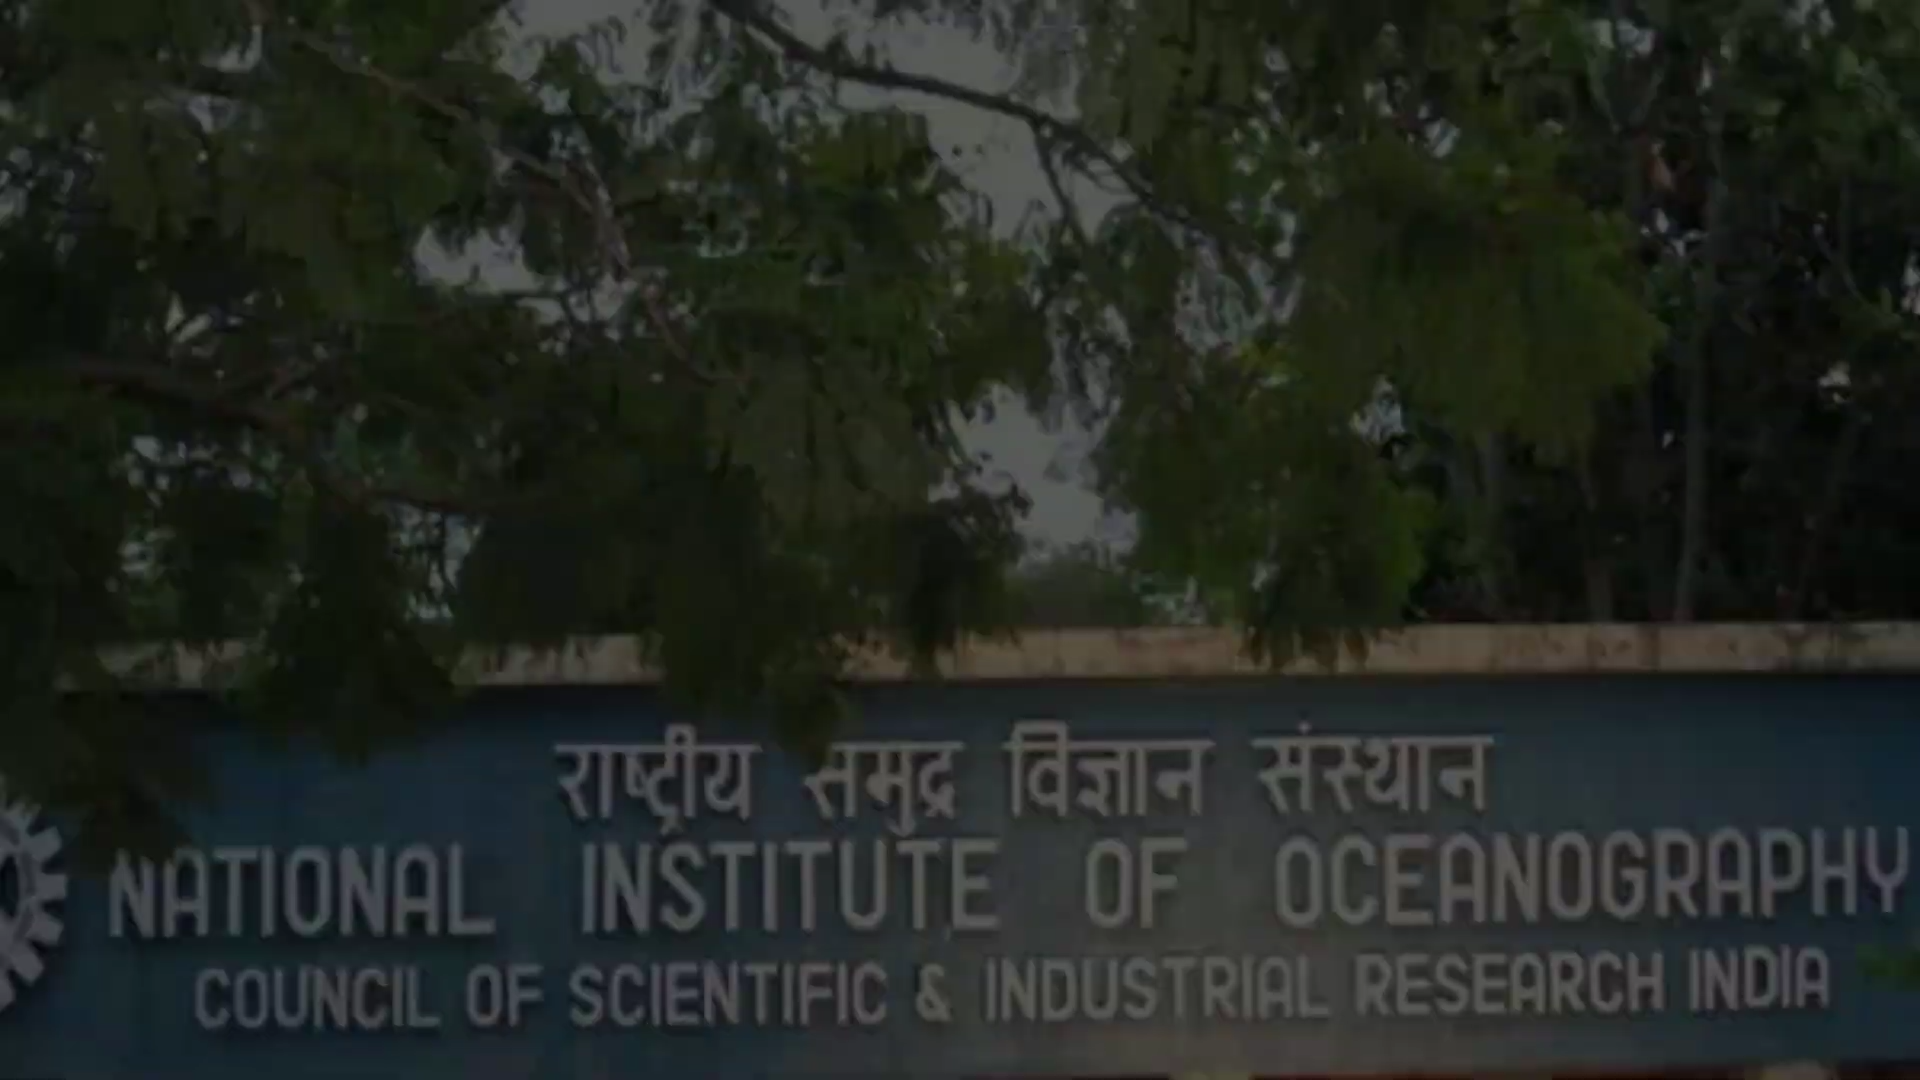 राष्ट्रीय समुद्र विज्ञान संस्थान
NATIONAL INSTITUTE OF OCEANOGRAPHY
COUNCIL OF SCIENTIFIC & INDUSTRIAL RESEARCH INDIA